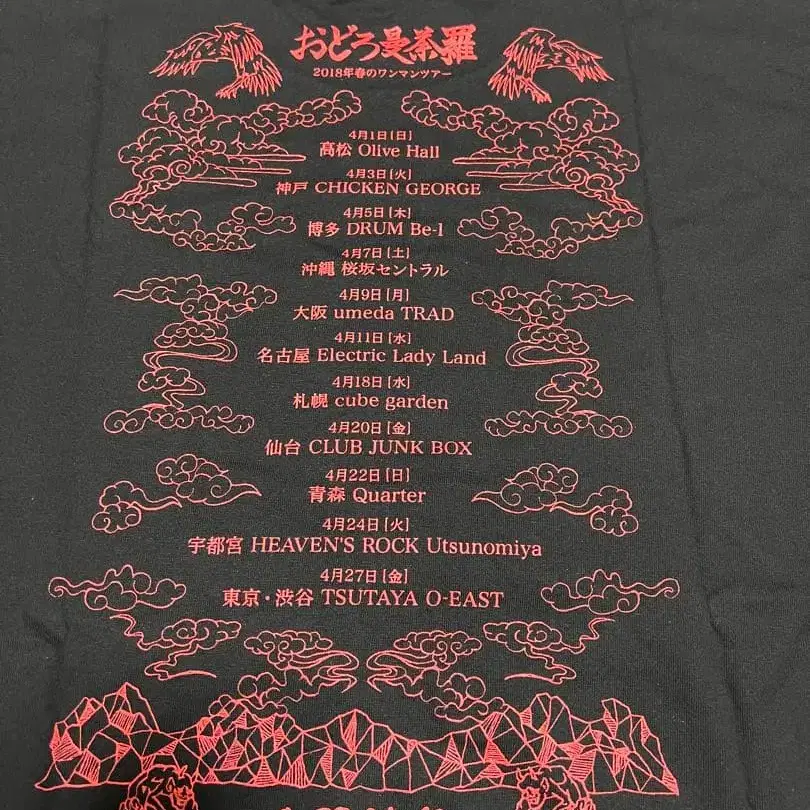 おどろ曼荼羅
2018年春のワンマンツアー
4月1日[日]
高松 Olive Hall
4月3日[火]
神戸 CHICKEN GEORGE
4月5日[木]
博多 DRUM Be-1
4月7日[土]
沖縄 桜坂セントラル
4月9日[月]
大阪 umeda TRAD
4月11日[水]
名古屋 Electric Lady Land
4月18日[水]
札幌 cube garden
4月20日[金]
仙台 CLUB JUNK BOX
4月22日[日]
青森 Quarter
4月24日[火]
宇都宮 HEAVEN'S ROCK Utsunomiya
4月27日[金]
東京・渋谷 TSUTAYA O-EAST